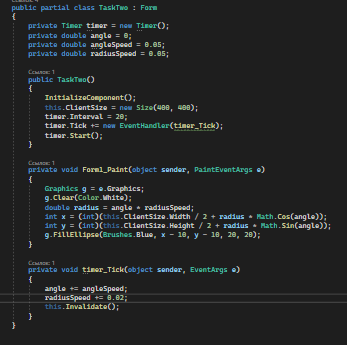 public partial class TaskTwo : Form
{
private Timer timer = new Timer();
private double angle = 0;
private double angleSpeed = 0.05;
private double radiusSpeed = 0.05;
Ссылок: 1
public TaskTwo()
{
InitializeComponent();
this.ClientSize = new Size(400, 400);
timer.Interval = 20;
timer.Tick += new EventHandler(timer_Tick);
timer.Start();
}
Ссылок: 1
private void Form1_Paint(object sender, PaintEventArgs e)
{
Graphics g = e.Graphics;
g.Clear(Color.White);
double radius = angle * radiusSpeed;
int x = (int)(this.ClientSize.Width / 2 + radius * Math.Cos(angle));
int y = (int)(this.ClientSize.Height / 2 + radius * Math.Sin(angle));
g.FillEllipse(Brushes.Blue, x - 10, y - 10, 20, 20);
}
Ссылок: 1
private void timer_Tick(object sender, EventArgs e)
{
angle += angleSpeed;
radiusSpeed += 0.02;
this.Invalidate();
}
}